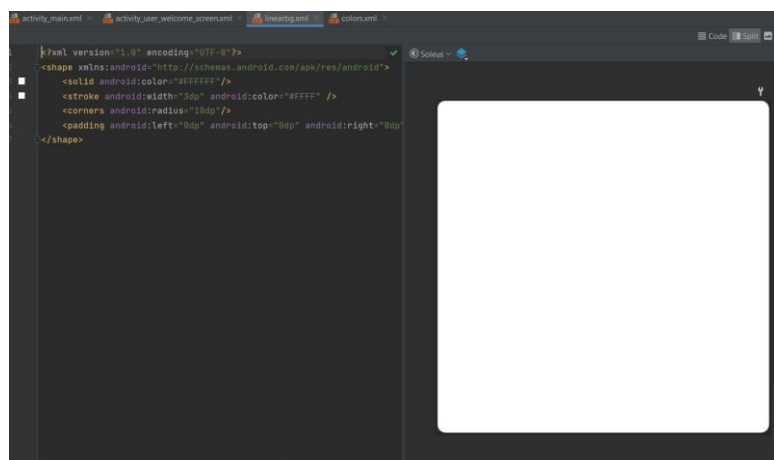 activity_main.xml × activity_user_welcome_screen.xml × linearbg.xml × colors.xml ×
Code Split
<?xml version="1.0" encoding="UTF-8"?>
Soleus
<shape xmlns:android="http://schemas.android.com/apk/res/android">
<solid android:color="#FFFFFF"/>
<stroke android:width="3dp" android:color="#FFFF" />
<corners android:radius="10dp"/>
<padding android:left="0dp" android:top="0dp" android:right="0dp"
</shape>